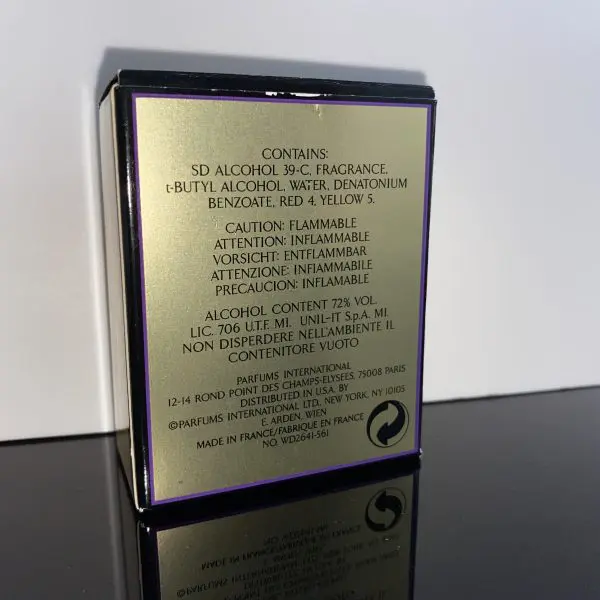 CONTAINS:
SD ALCOHOL 39-C, FRAGRANCE,
t-BUTYL ALCOHOL, WATER, DENATONIUM
BENZOATE, RED 4, YELLOW 5.
CAUTION: FLAMMABLE
ATTENTION: INFLAMMABLE
VORSICHT: ENTFLAMMBAR
ATTENZIONE: INFIAMMABILE
PRECAUCION: INFLAMABLE
ALCOHOL CONTENT 72% VOL.
LIC. 706 U.T.F. MI. UNIL-IT S.p.A. MI.
NON DISPERDERE NELL'AMBIENTE IL
CONTENITORE VUOTO
PARFUMS INTERNATIONAL
12-14 ROND POINT DES CHAMPS-ELYSEES, 75008 PARIS
DISTRIBUTED IN U.S.A. BY
©PARFUMS INTERNATIONAL LTD., NEW YORK, NY 10105
E. ARDEN, WIEN
MADE IN FRANCE/FABRIQUE EN FRANCE
NO. WD2641-561